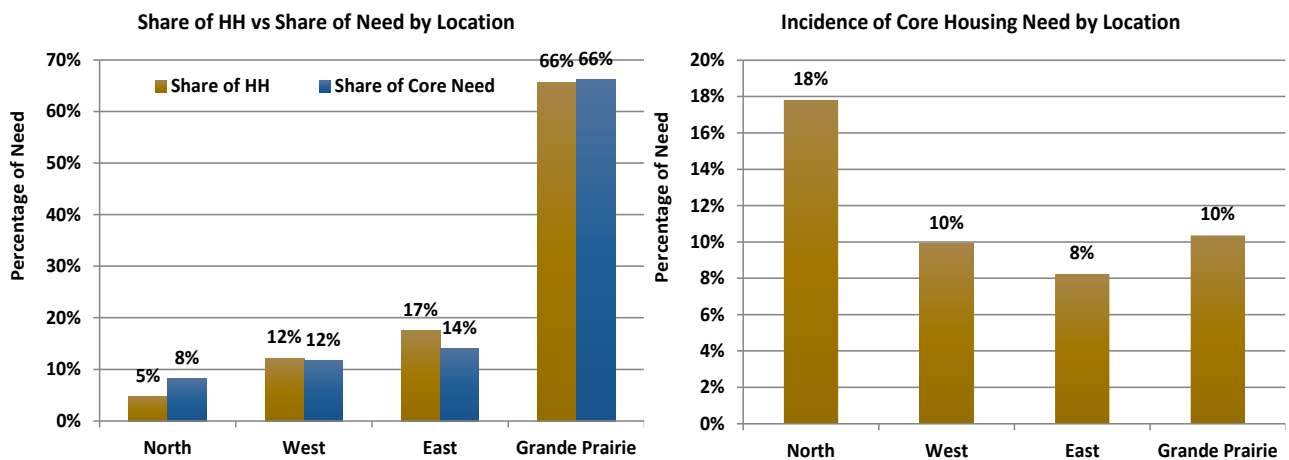 Share of HH vs Share of Need by Location
Percentage of Need
70%
60%
50%
40%
30%
20%
10%
0%
Share of HH
Share of Core Need
5%
8%
12%
12%
17%
14%
66%
66%
North
West
East
Grande Prairie
Incidence of Core Housing Need by Location
Percentage of Need
20%
18%
16%
14%
12%
10%
8%
6%
4%
2%
0%
18%
10%
8%
10%
North
West
East
Grande Prairie